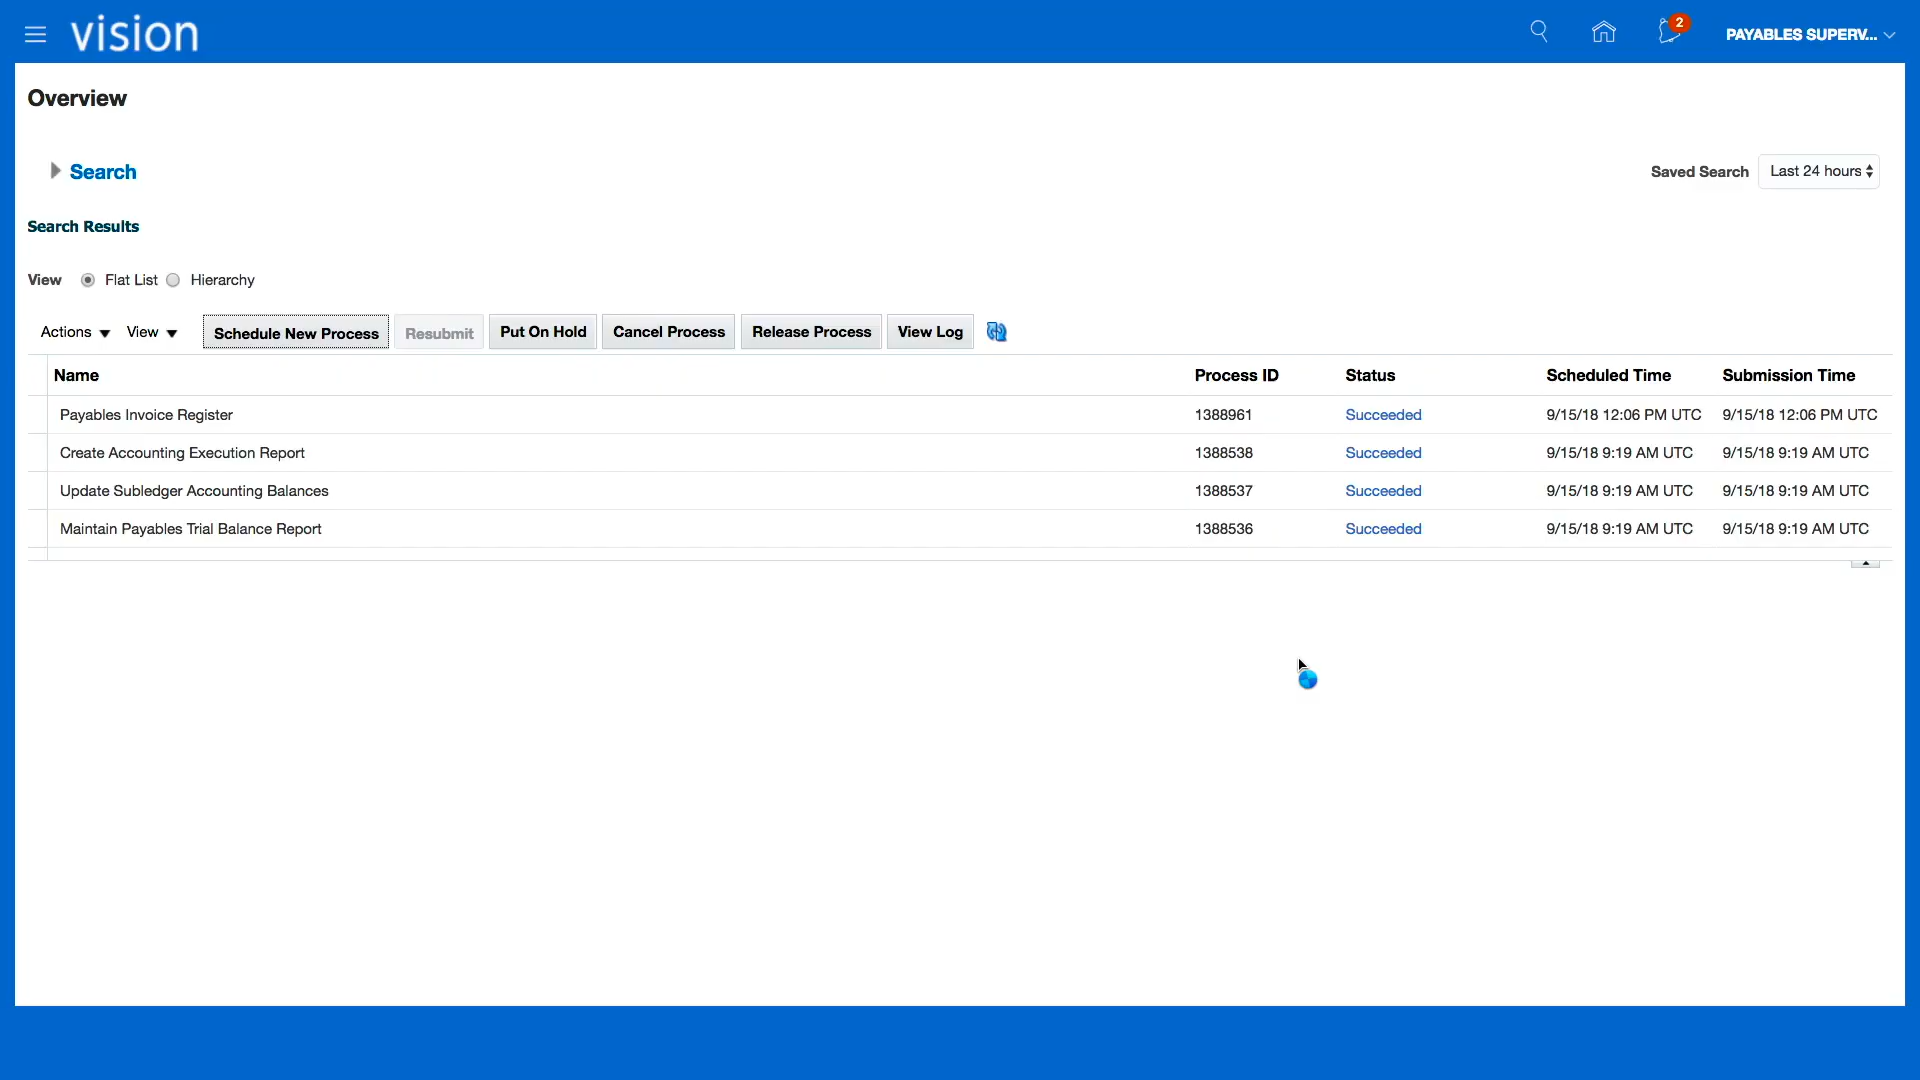 vision
2
PAYABLES SUPERV...
Overview
Search
Saved Search Last 24 hours
Search Results
View Flat List Hierarchy
Actions View Schedule New Process Resubmit Put On Hold Cancel Process Release Process View Log
Name Process ID Status Scheduled Time Submission Time
Payables Invoice Register 1388961 Succeeded 9/15/18 12:06 PM UTC 9/15/18 12:06 PM UTC
Create Accounting Execution Report 1388538 Succeeded 9/15/18 9:19 AM UTC 9/15/18 9:19 AM UTC
Update Subledger Accounting Balances 1388537 Succeeded 9/15/18 9:19 AM UTC 9/15/18 9:19 AM UTC
Maintain Payables Trial Balance Report 1388536 Succeeded 9/15/18 9:19 AM UTC 9/15/18 9:19 AM UTC